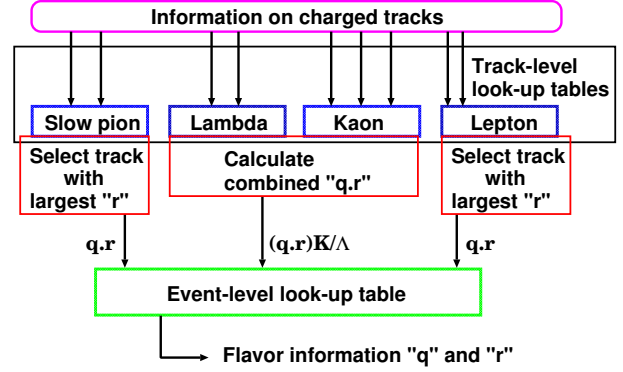 Information on charged tracks
Track-level
look-up tables
Slow pion
Lambda
Kaon
Lepton
Select track
with
largest "r"
Calculate
combined "q.r"
Select track
with
largest "r"
q.r
(q.r)K/Λ
q.r
Event-level look-up table
Flavor information "q" and "r"